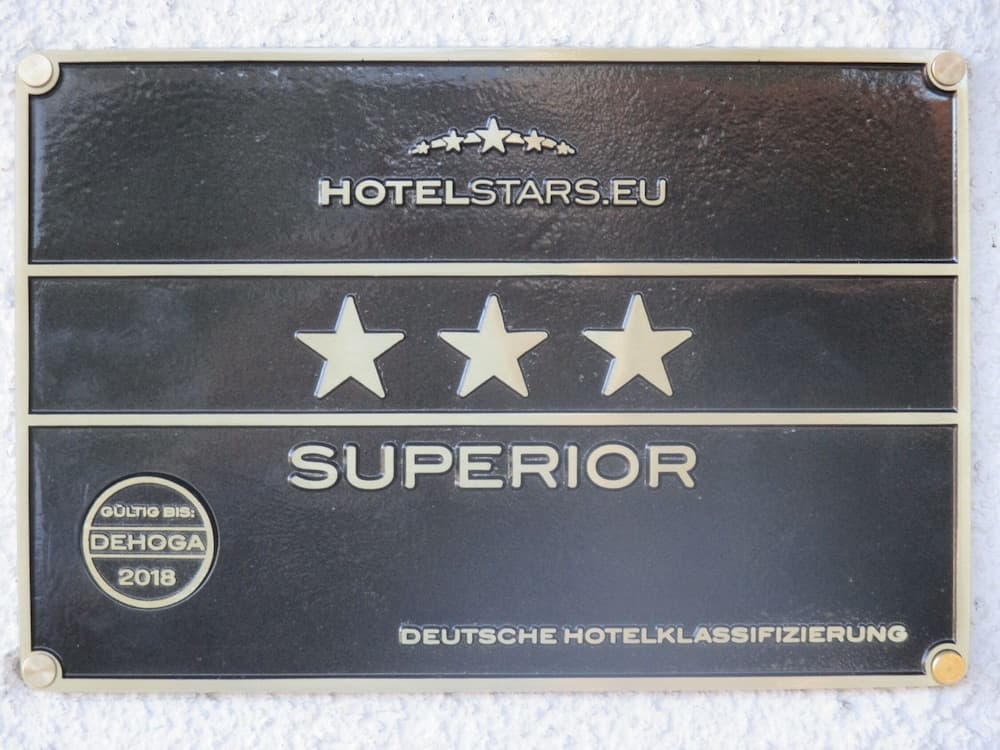 HOTELSTARS.EU
SUPERIOR
GÜLTIG BIS:
DEHOGA
2018
DEUTSCHE HOTELKLASSIFIZIERUNG